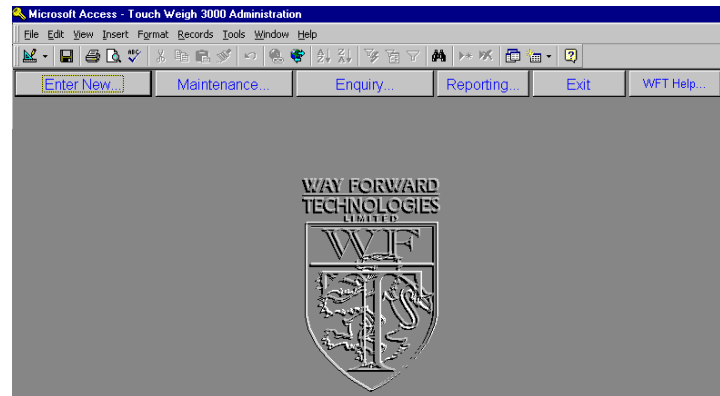 Microsoft Access - Touch Weigh 3000 Administration
File Edit View Insert Format Records Tools Window Help
Enter New... Maintenance... Enquiry... Reporting... Exit WFT Help...
WAY FORWARD
TECHNOLOGIES
LIMITED
WF
T